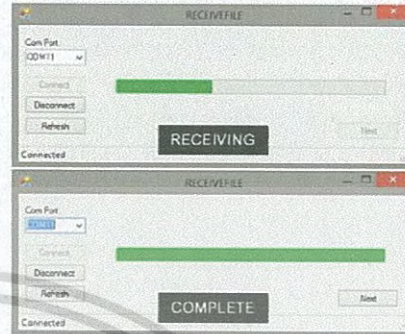 RECEIVEFILE
Com Port
COM11
Connect
Disconnect
Refresh
RECEIVING
Next
Connected
RECEIVEFILE
Com Port
COM11
Connect
Disconnect
Refresh
COMPLETE
Next
Connected